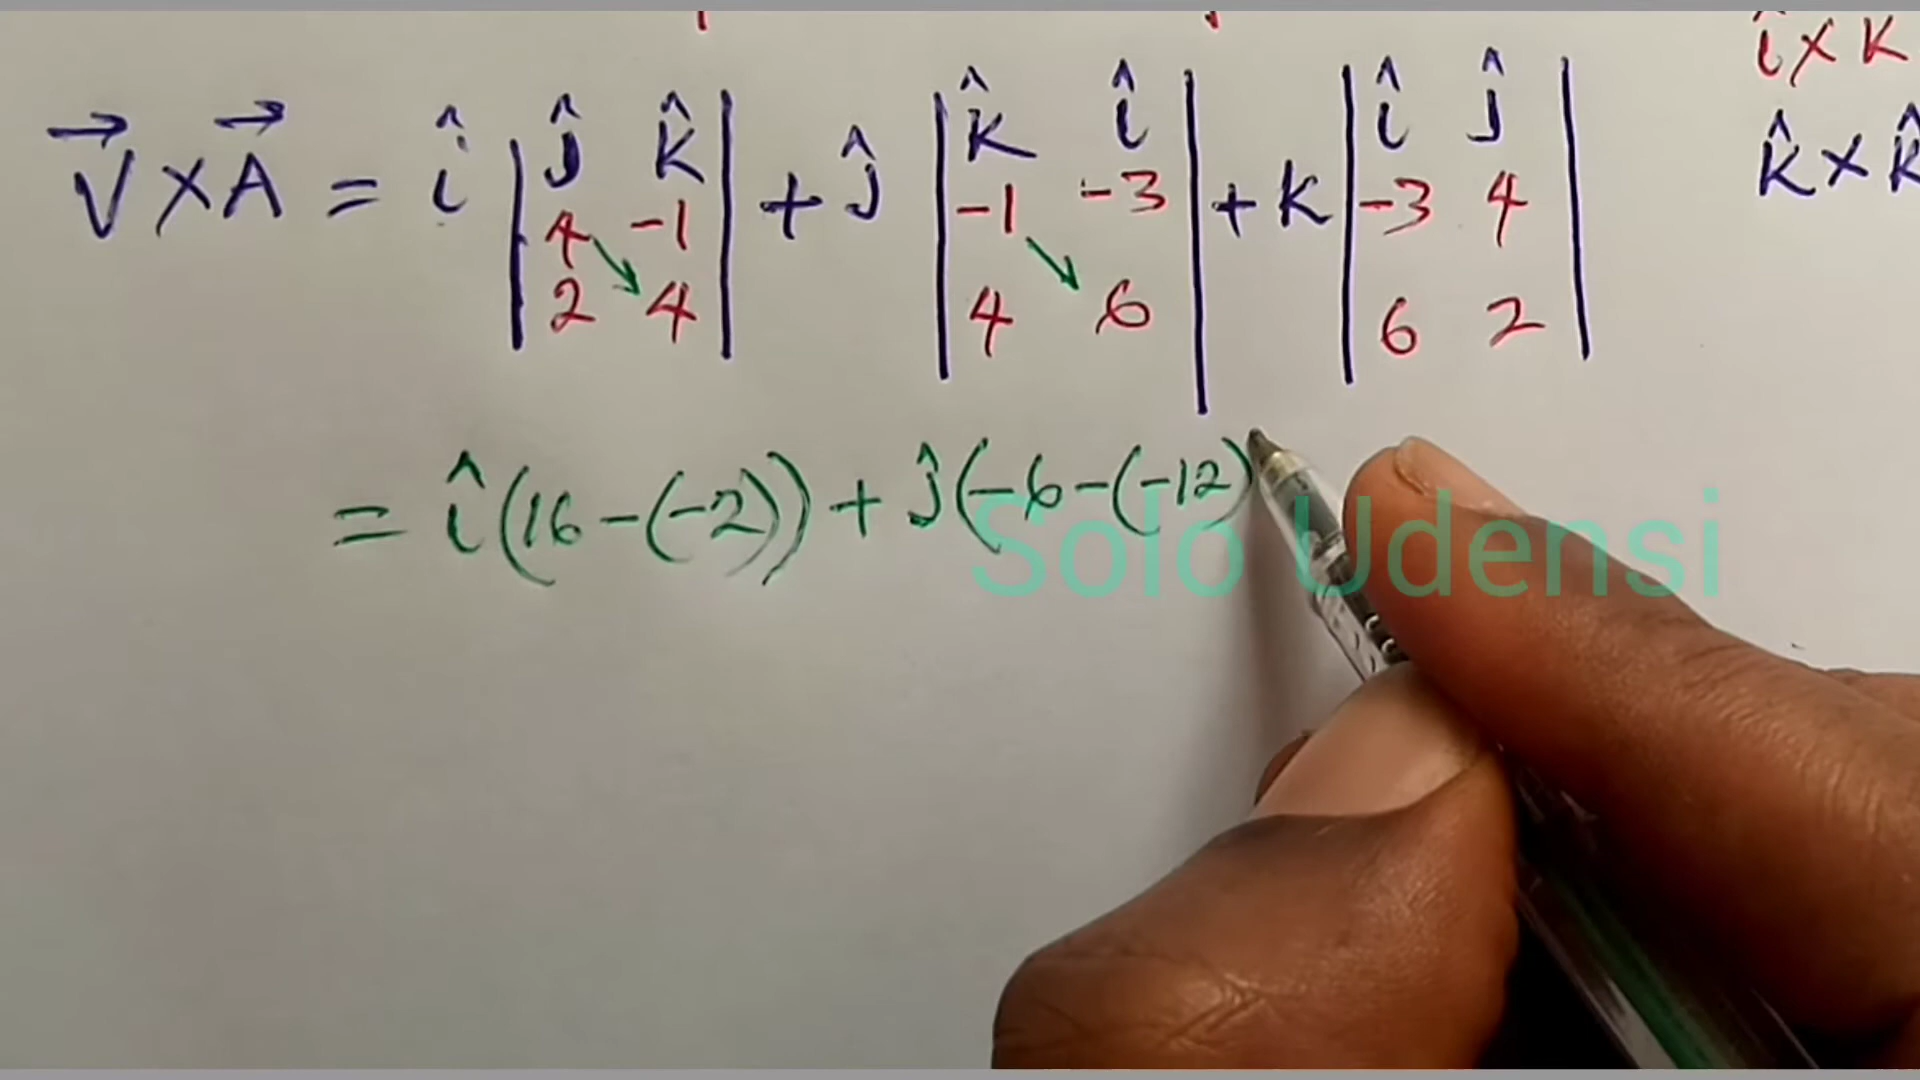 î × k
k̂ × k̂
V⃗ × A⃗ = î | ĵ k̂ | + ĵ | k̂ î | + k | î ĵ |
4 -1 -1 -3 -3 4
2 4 4 6 6 2
= î(16-(-2)) + ĵ(-6-(-12)
Solo Udensi